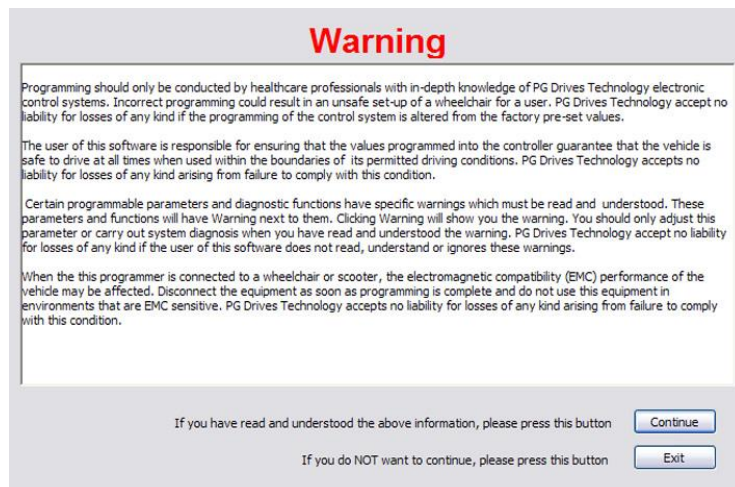 Warning
Programming should only be conducted by healthcare professionals with in-depth knowledge of PG Drives Technology electronic
control systems. Incorrect programming could result in an unsafe set-up of a wheelchair for a user. PG Drives Technology accept no
liability for losses of any kind if the programming of the control system is altered from the factory pre-set values.
The user of this software is responsible for ensuring that the values programmed into the controller guarantee that the vehicle is
safe to drive at all times when used within the boundaries of its permitted driving conditions. PG Drives Technology accepts no
liability for losses of any kind arising from failure to comply with this condition.
Certain programmable parameters and diagnostic functions have specific warnings which must be read and understood. These
parameters and functions will have Warning next to them. Clicking Warning will show you the warning. You should only adjust this
parameter or carry out system diagnosis when you have read and understood the warning. PG Drives Technology accept no liability
for losses of any kind if the user of this software does not read, understand or ignores these warnings.
When the this programmer is connected to a wheelchair or scooter, the electromagnetic compatibility (EMC) performance of the
vehicle may be affected. Disconnect the equipment as soon as programming is complete and do not use this equipment in
environments that are EMC sensitive. PG Drives Technology accepts no liability for losses of any kind arising from failure to comply
with this condition.
If you have read and understood the above information, please press this button Continue
If you do NOT want to continue, please press this button Exit